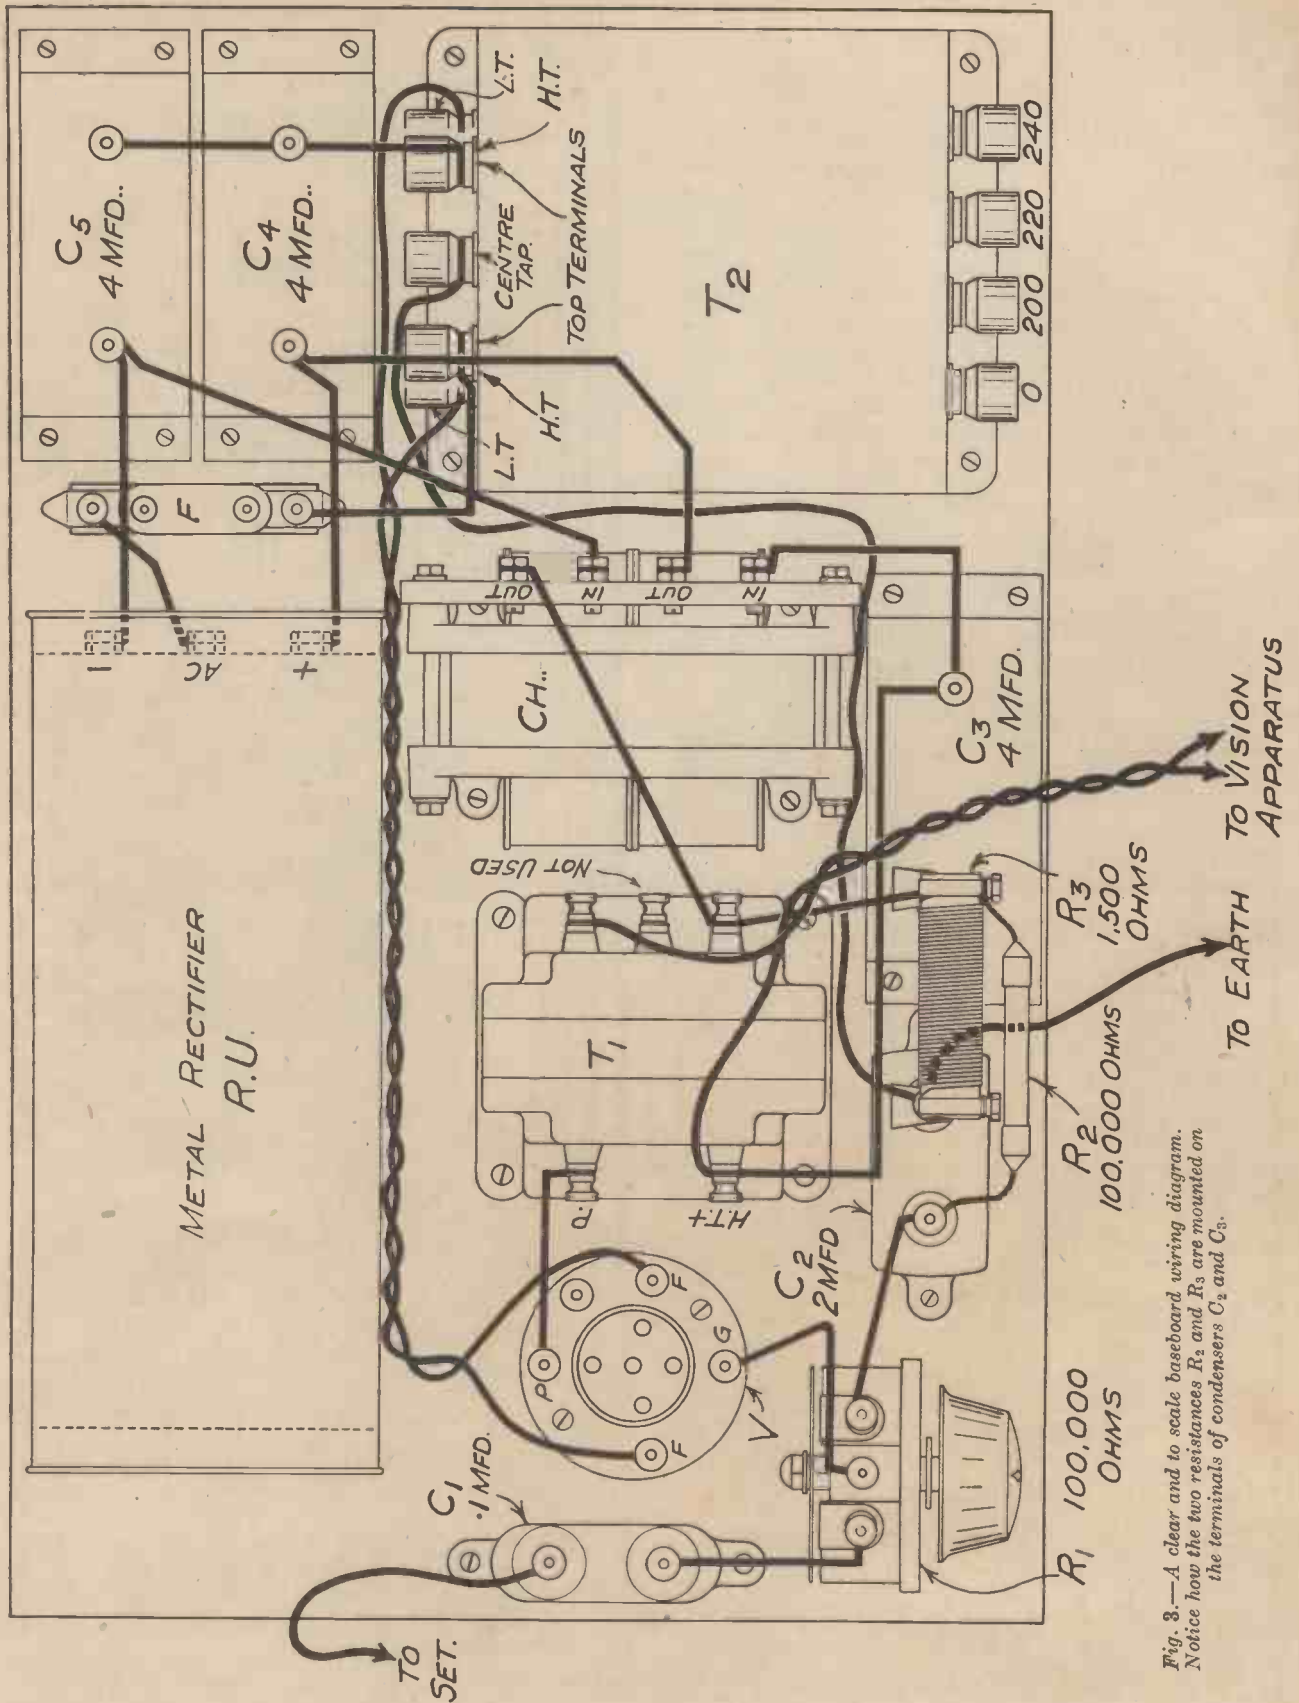 C5
4 MFD..
C4
4 MFD..
L.T.
H.T.
TOP TERMINALS
CENTRE
TAP.
H.T
L.T
T2
0 200 220 240
F
-
AC
+
METAL RECTIFIER
R.U.
OUT
IN
OUT
IN
CH..
C3
4 MFD.
NOT USED
T1
P.
H.T.+
R3
1,500
OHMS
R2
100,000 OHMS
C2
2 MFD
P
F
G
F
V
C1
.1 MFD.
R1 100,000
OHMS
TO
SET.
TO EARTH
TO VISION
APPARATUS
Fig. 3.—A clear and to scale baseboard wiring diagram.
Notice how the two resistances R2 and R3 are mounted on
the terminals of condensers C2 and C3.